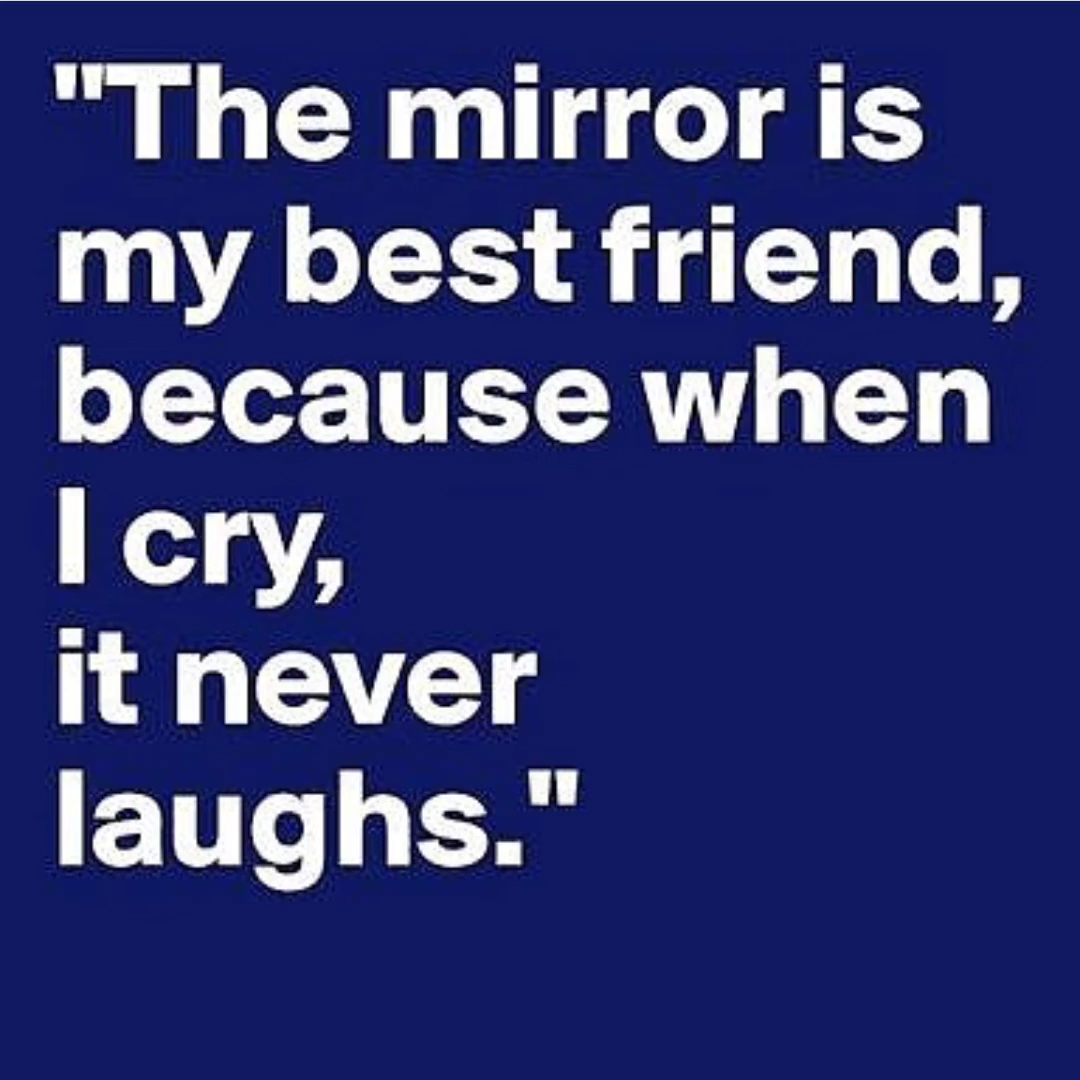 "The mirror is
my best friend,
because when
I cry,
it never
laughs."